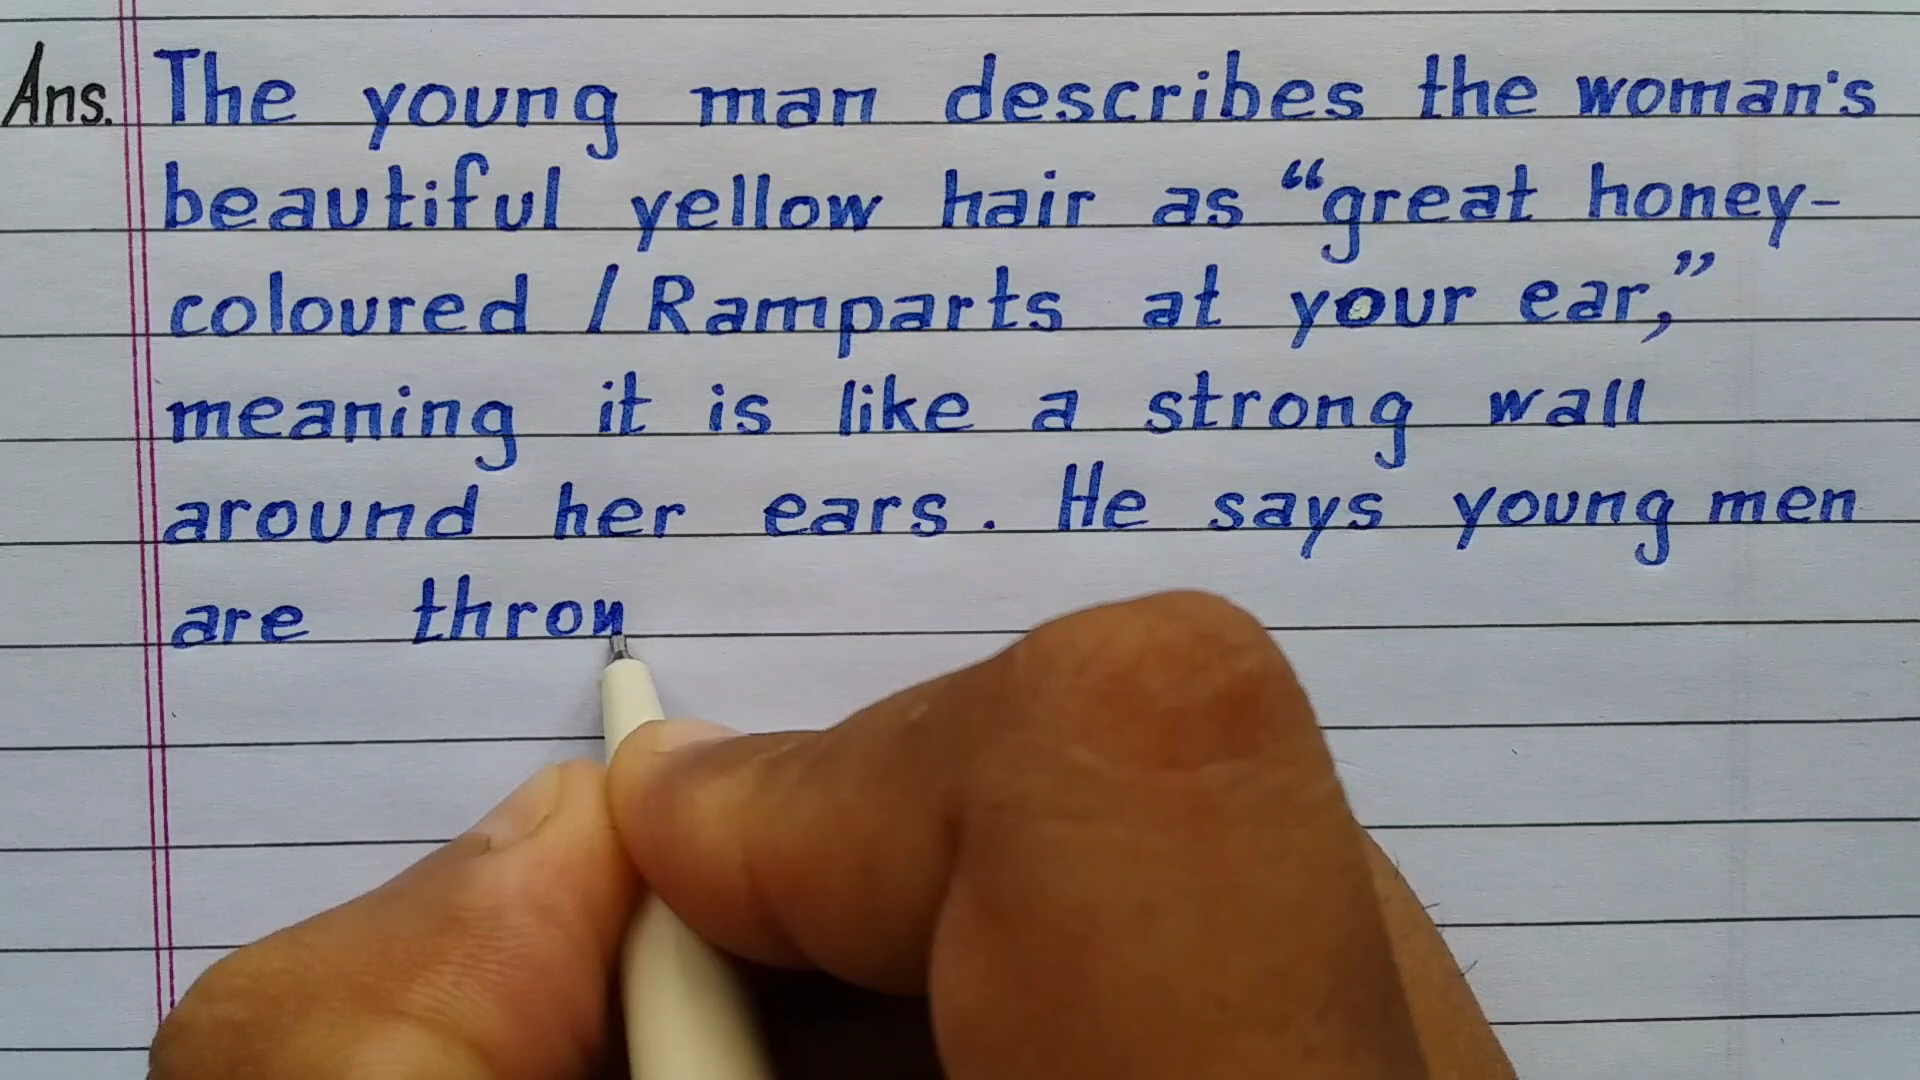 Ans. The young man describes the woman's
beautiful yellow hair as “great honey-
coloured / Ramparts at your ear,”
meaning it is like a strong wall
around her ears. He says young men
are throw